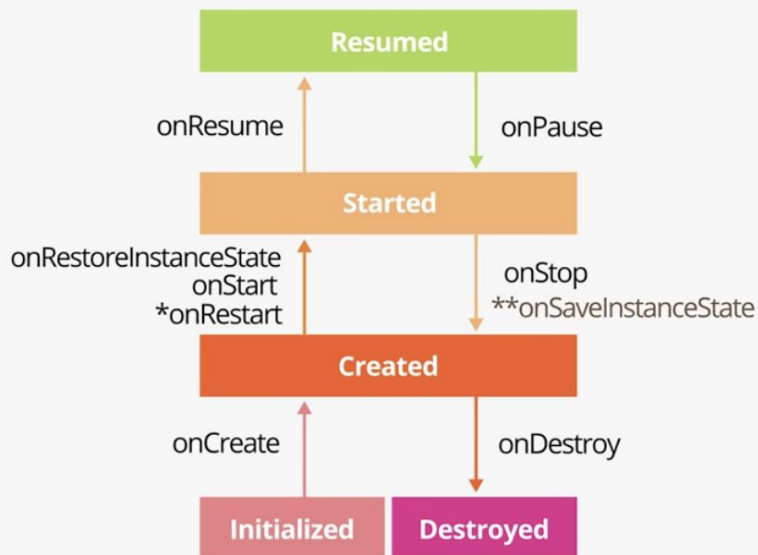 Resumed
onResume
onPause
Started
onRestoreInstanceState
onStart
*onRestart
onStop
**onSaveInstanceState
Created
onCreate
onDestroy
Initialized
Destroyed